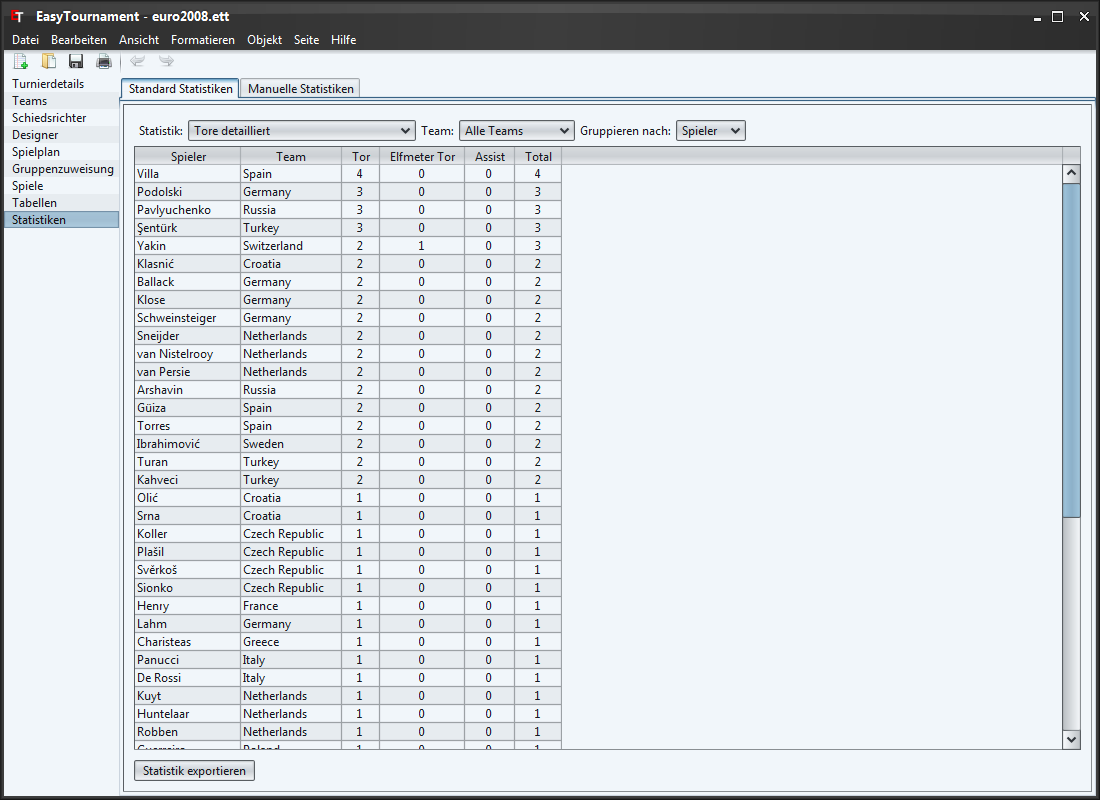 EasyTournament - euro2008.ett
Datei Bearbeiten Ansicht Formatieren Objekt Seite Hilfe
Turnierdetails
Teams
Schiedsrichter
Designer
Spielplan
Gruppenzuweisung
Spiele
Tabellen
Statistiken
Standard Statistiken Manuelle Statistiken
Statistik: Tore detailliert Team: Alle Teams Gruppieren nach: Spieler
Spieler Team Tor Elfmeter Tor Assist Total
Villa Spain 4 0 0 4
Podolski Germany 3 0 0 3
Pavlyuchenko Russia 3 0 0 3
Şentürk Turkey 3 0 0 3
Yakin Switzerland 2 1 0 3
Klasnić Croatia 2 0 0 2
Ballack Germany 2 0 0 2
Klose Germany 2 0 0 2
Schweinsteiger Germany 2 0 0 2
Sneijder Netherlands 2 0 0 2
van Nistelrooy Netherlands 2 0 0 2
van Persie Netherlands 2 0 0 2
Arshavin Russia 2 0 0 2
Güiza Spain 2 0 0 2
Torres Spain 2 0 0 2
Ibrahimović Sweden 2 0 0 2
Turan Turkey 2 0 0 2
Kahveci Turkey 2 0 0 2
Olić Croatia 1 0 0 1
Srna Croatia 1 0 0 1
Koller Czech Republic 1 0 0 1
Plašil Czech Republic 1 0 0 1
Svěrkoš Czech Republic 1 0 0 1
Sionko Czech Republic 1 0 0 1
Henry France 1 0 0 1
Lahm Germany 1 0 0 1
Charisteas Greece 1 0 0 1
Panucci Italy 1 0 0 1
De Rossi Italy 1 0 0 1
Kuyt Netherlands 1 0 0 1
Huntelaar Netherlands 1 0 0 1
Robben Netherlands 1 0 0 1
Statistik exportieren